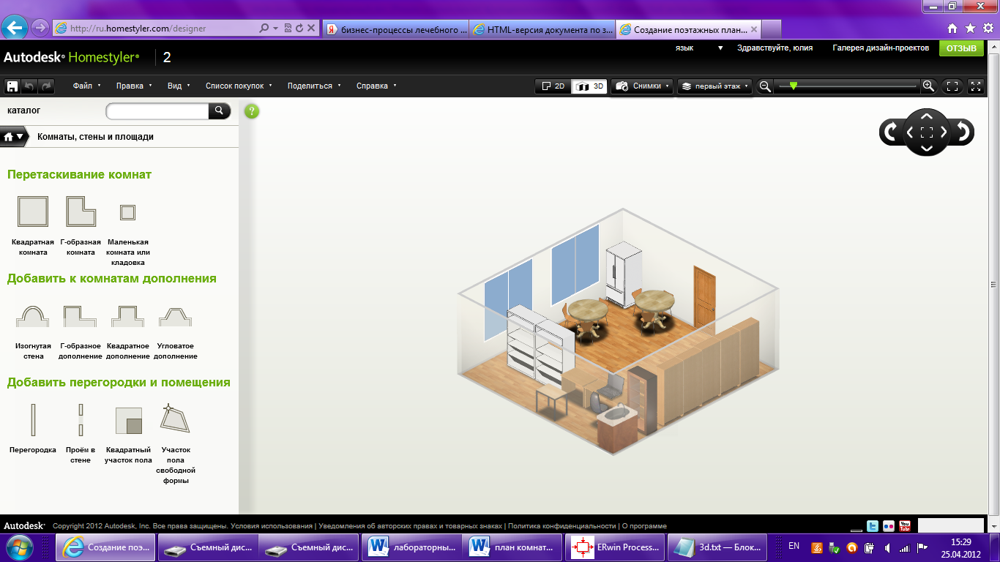 http://ru.homestyler.com/designer
бизнес-процессы лечебного ...
HTML-версия документа по з...
Создание поэтажных план...
Autodesk® Homestyler® 2
язык
Здравствуйте, юлия
Галерея дизайн-проектов
ОТЗЫВ
Файл Правка Вид Список покупок Поделиться Справка
2D 3D Снимки первый этаж
каталог
?
Комнаты, стены и площади
Перетаскивание комнат
Квадратная комната
Г-образная комната
Маленькая комната или кладовка
Добавить к комнатам дополнения
Изогнутая стена
Г-образное дополнение
Квадратное дополнение
Угловатое дополнение
Добавить перегородки и помещения
Перегородка
Проём в стене
Квадратный участок пола
Участок пола свободной формы
Autodesk® Copyright 2012 Autodesk, Inc. Все права защищены. Условия использования | Уведомления об авторских правах и товарных знаках | Политика конфиденциальности | О программе
You Tube
Создание поэ...
Съемный дис...
Съемный дис...
лабораторны...
план комнат...
ERwin Process...
3d.txt — Блок...
EN
15:29
25.04.2012